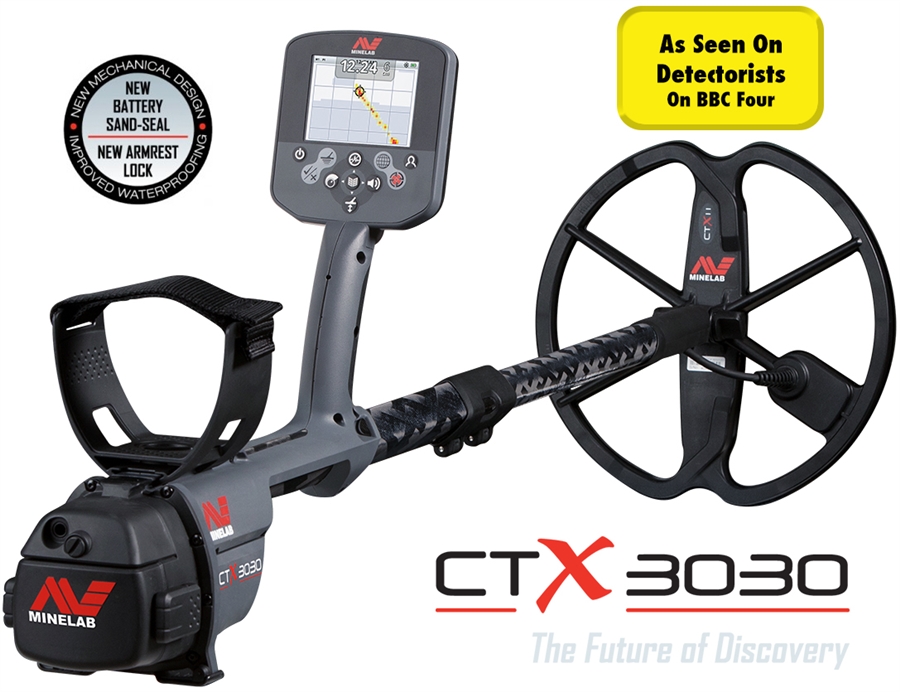 NEW MECHANICAL DESIGN
NEW
BATTERY
SAND-SEAL
NEW ARMREST
LOCK
IMPROVED WATERPROOFING
MINELAB
12:24
As Seen On
Detectorists
On BBC Four
CTX 11
MINELAB
MINELAB
CTX 3030
MINELAB
CTX 3030
The Future of Discovery